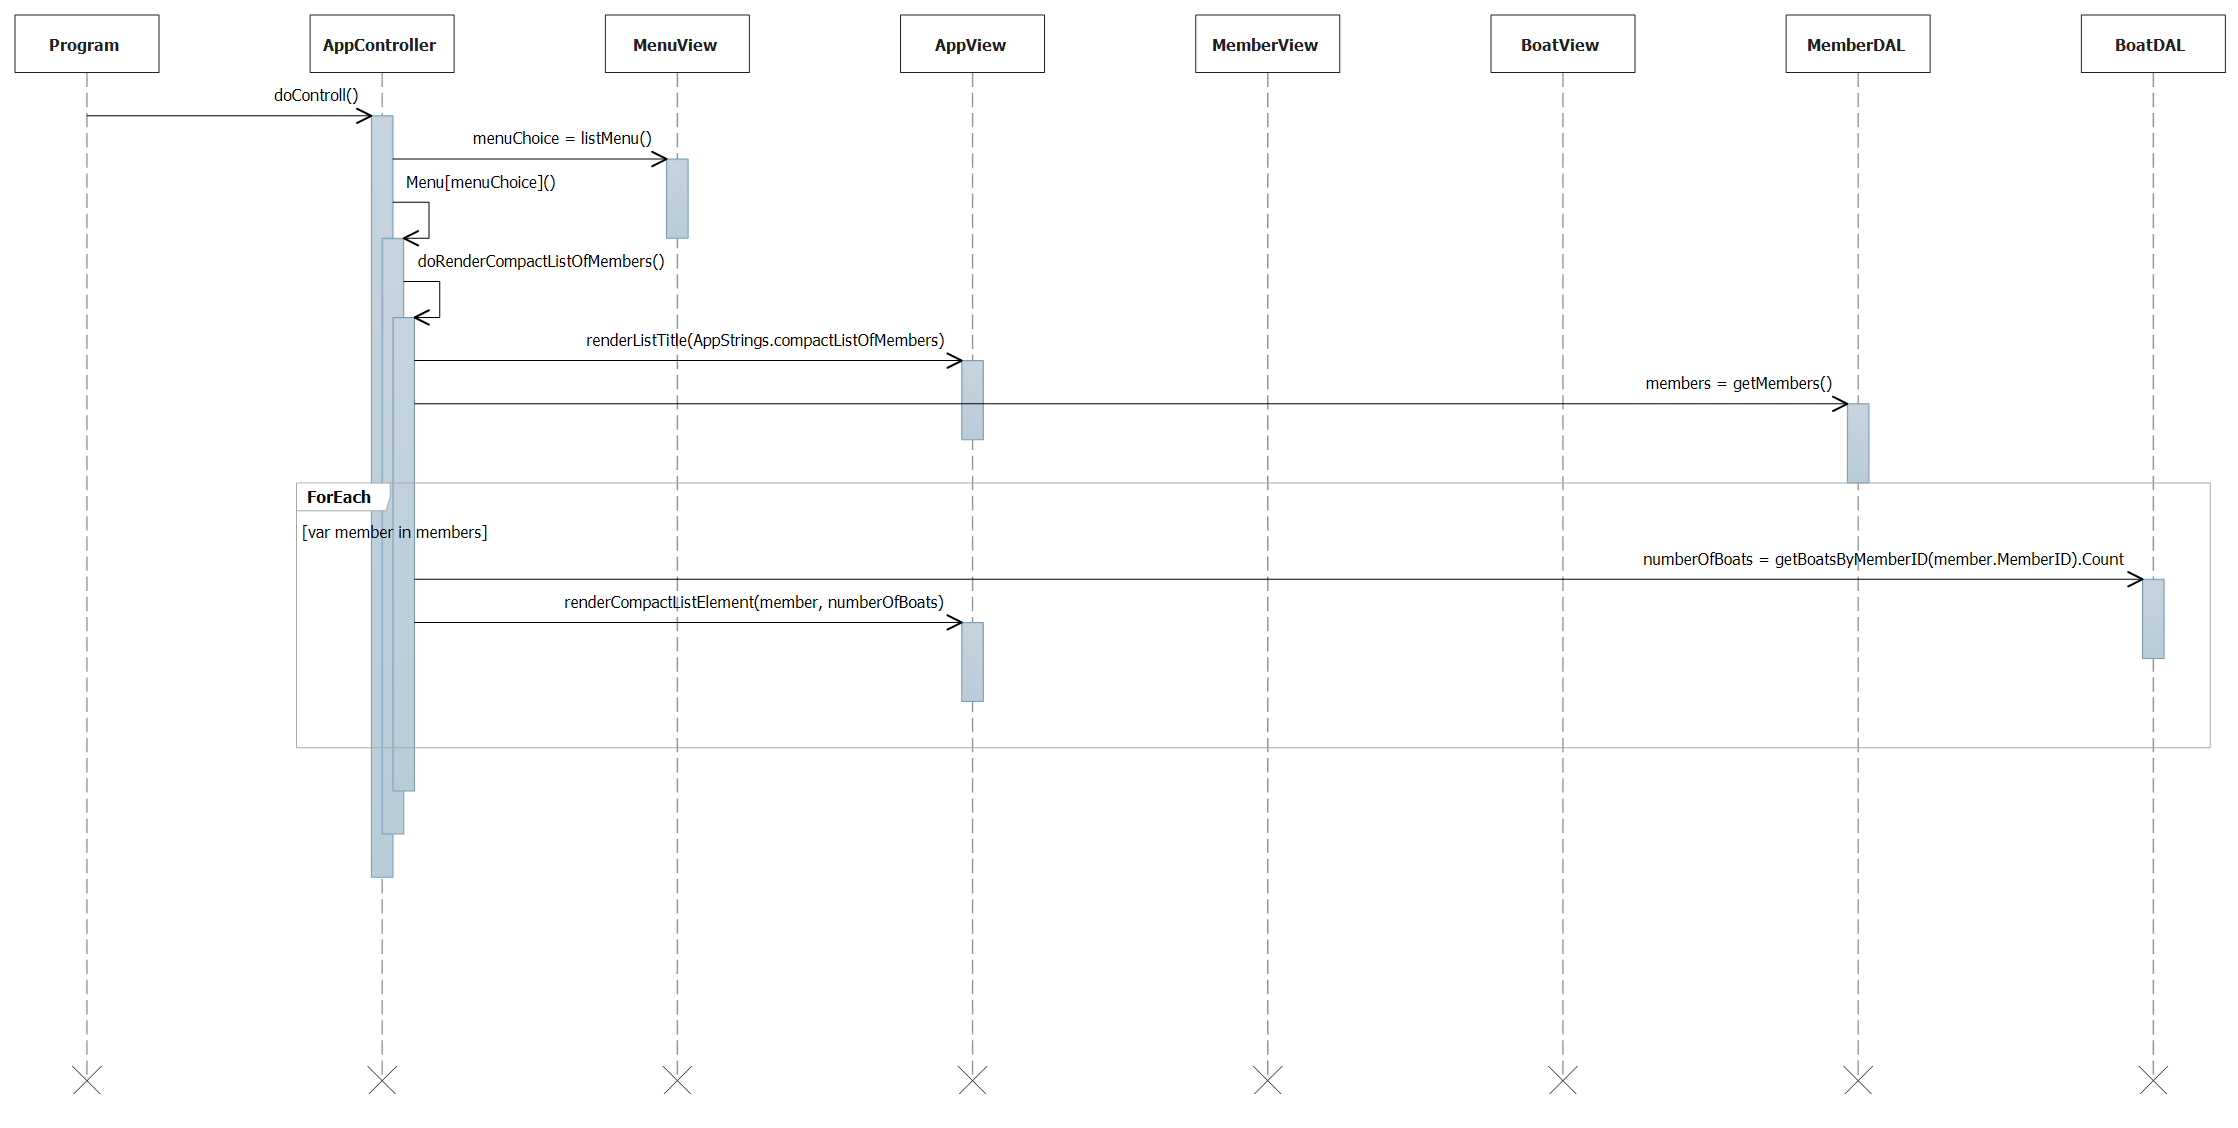 Program
AppController
MenuView
AppView
MemberView
BoatView
MemberDAL
BoatDAL
doControll()
menuChoice = listMenu()
Menu[menuChoice]()
doRenderCompactListOfMembers()
renderListTitle(AppStrings.compactListOfMembers)
members = getMembers()
ForEach
[var member in members]
numberOfBoats = getBoatsByMemberID(member.MemberID).Count
renderCompactListElement(member, numberOfBoats)